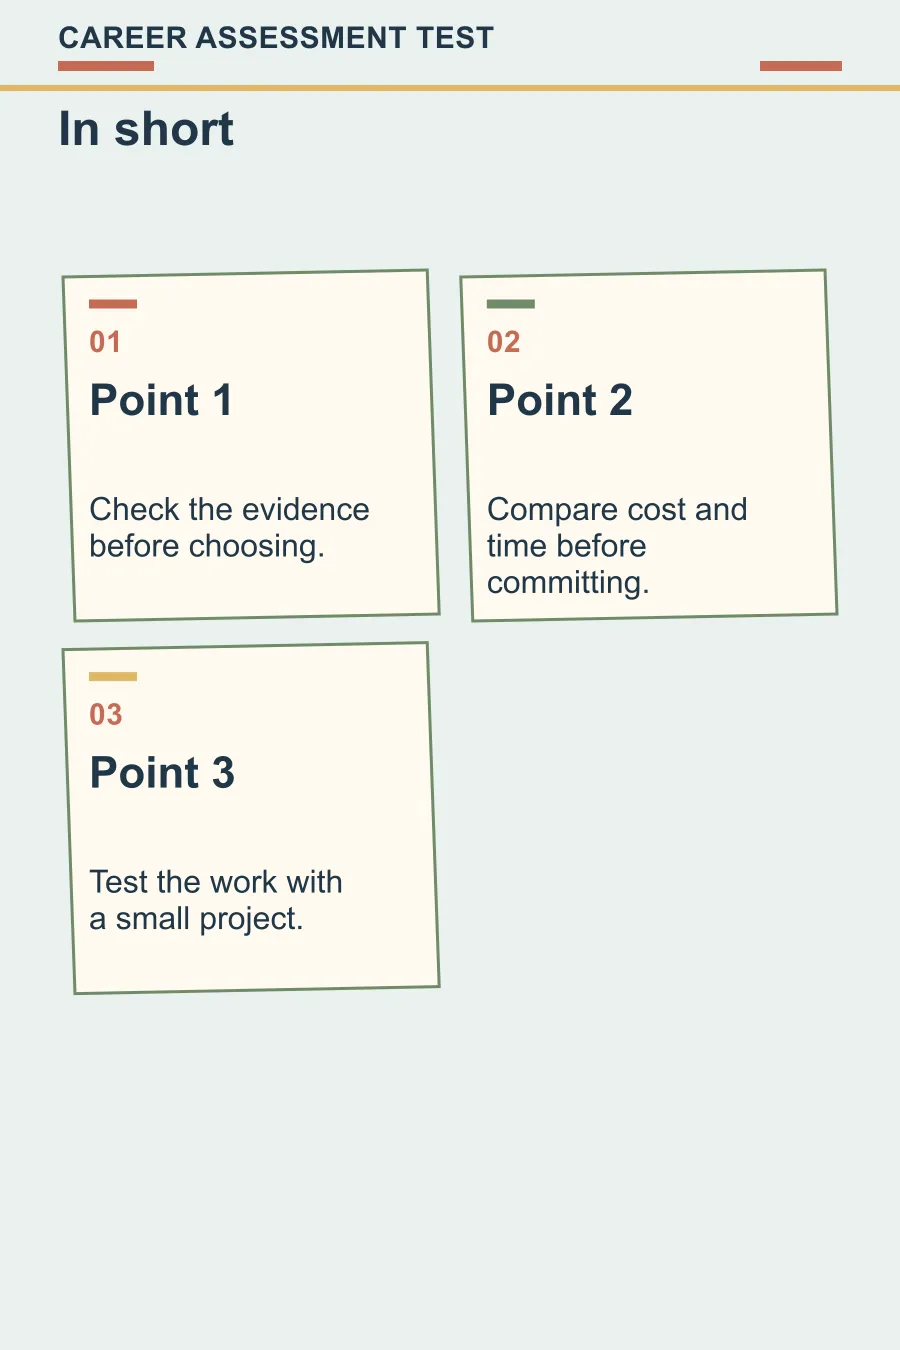 CAREER ASSESSMENT TEST
In short
01
Point 1
Check the evidence
before choosing.
02
Point 2
Compare cost and
time before
committing.
03
Point 3
Test the work with
a small project.